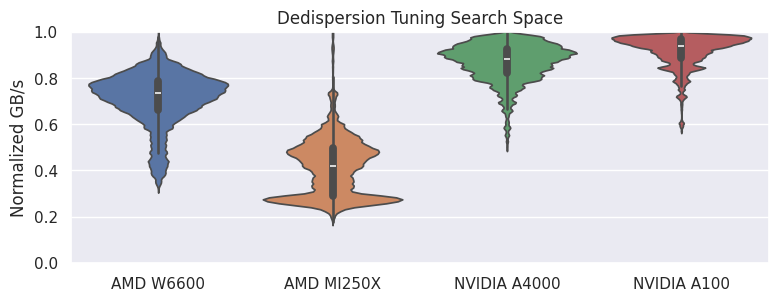 Dedispersion Tuning Search Space
Normalized GB/s
1.0
0.8
0.6
0.4
0.2
0.0
AMD W6600
AMD MI250X
NVIDIA A4000
NVIDIA A100